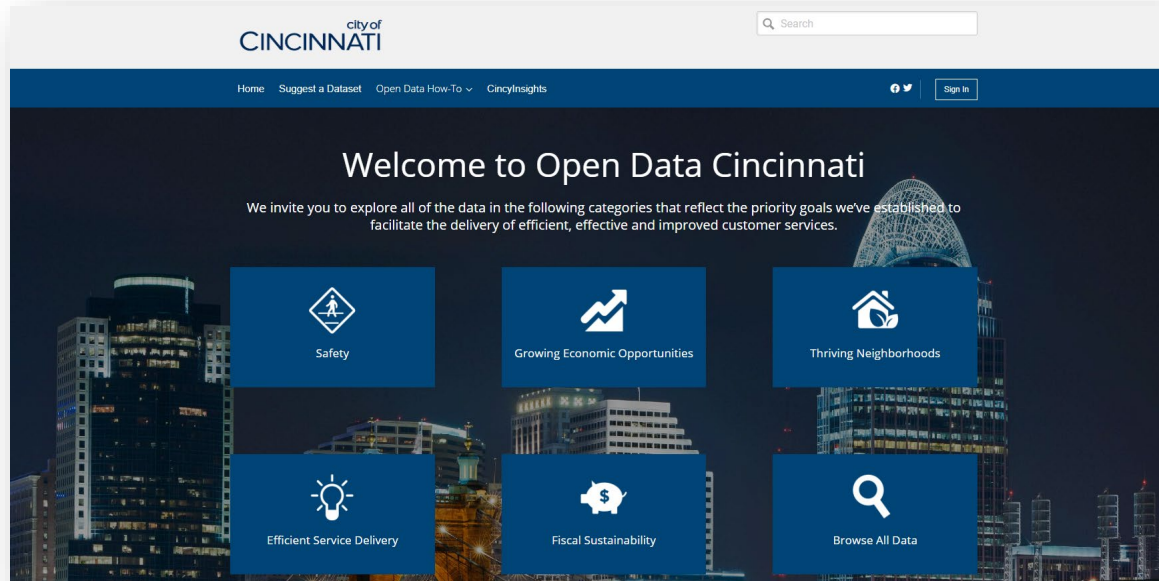 city of
CINCINNATI
Search
Home Suggest a Dataset Open Data How-To CincyInsights Sign In
Welcome to Open Data Cincinnati
We invite you to explore all of the data in the following categories that reflect the priority goals we've established to
facilitate the delivery of efficient, effective and improved customer services.
Safety
Growing Economic Opportunities
Thriving Neighborhoods
$
Efficient Service Delivery
Fiscal Sustainability
Browse All Data